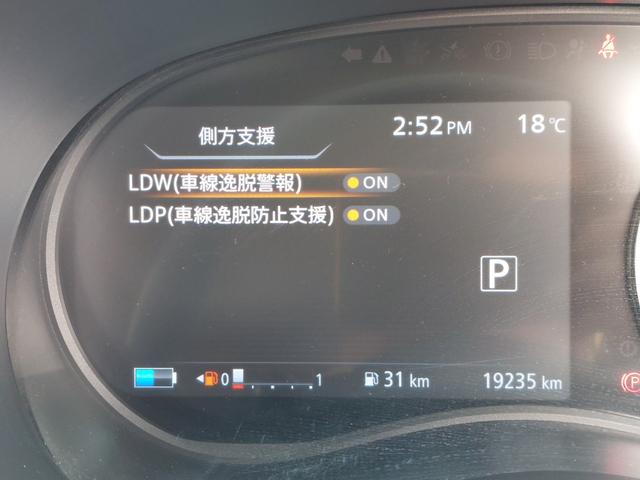 側方支援
2:52 PM
18℃
LDW(車線逸脱警報) ON
LDP(車線逸脱防止支援) ON
P
0 1
31 km
19235 km
P